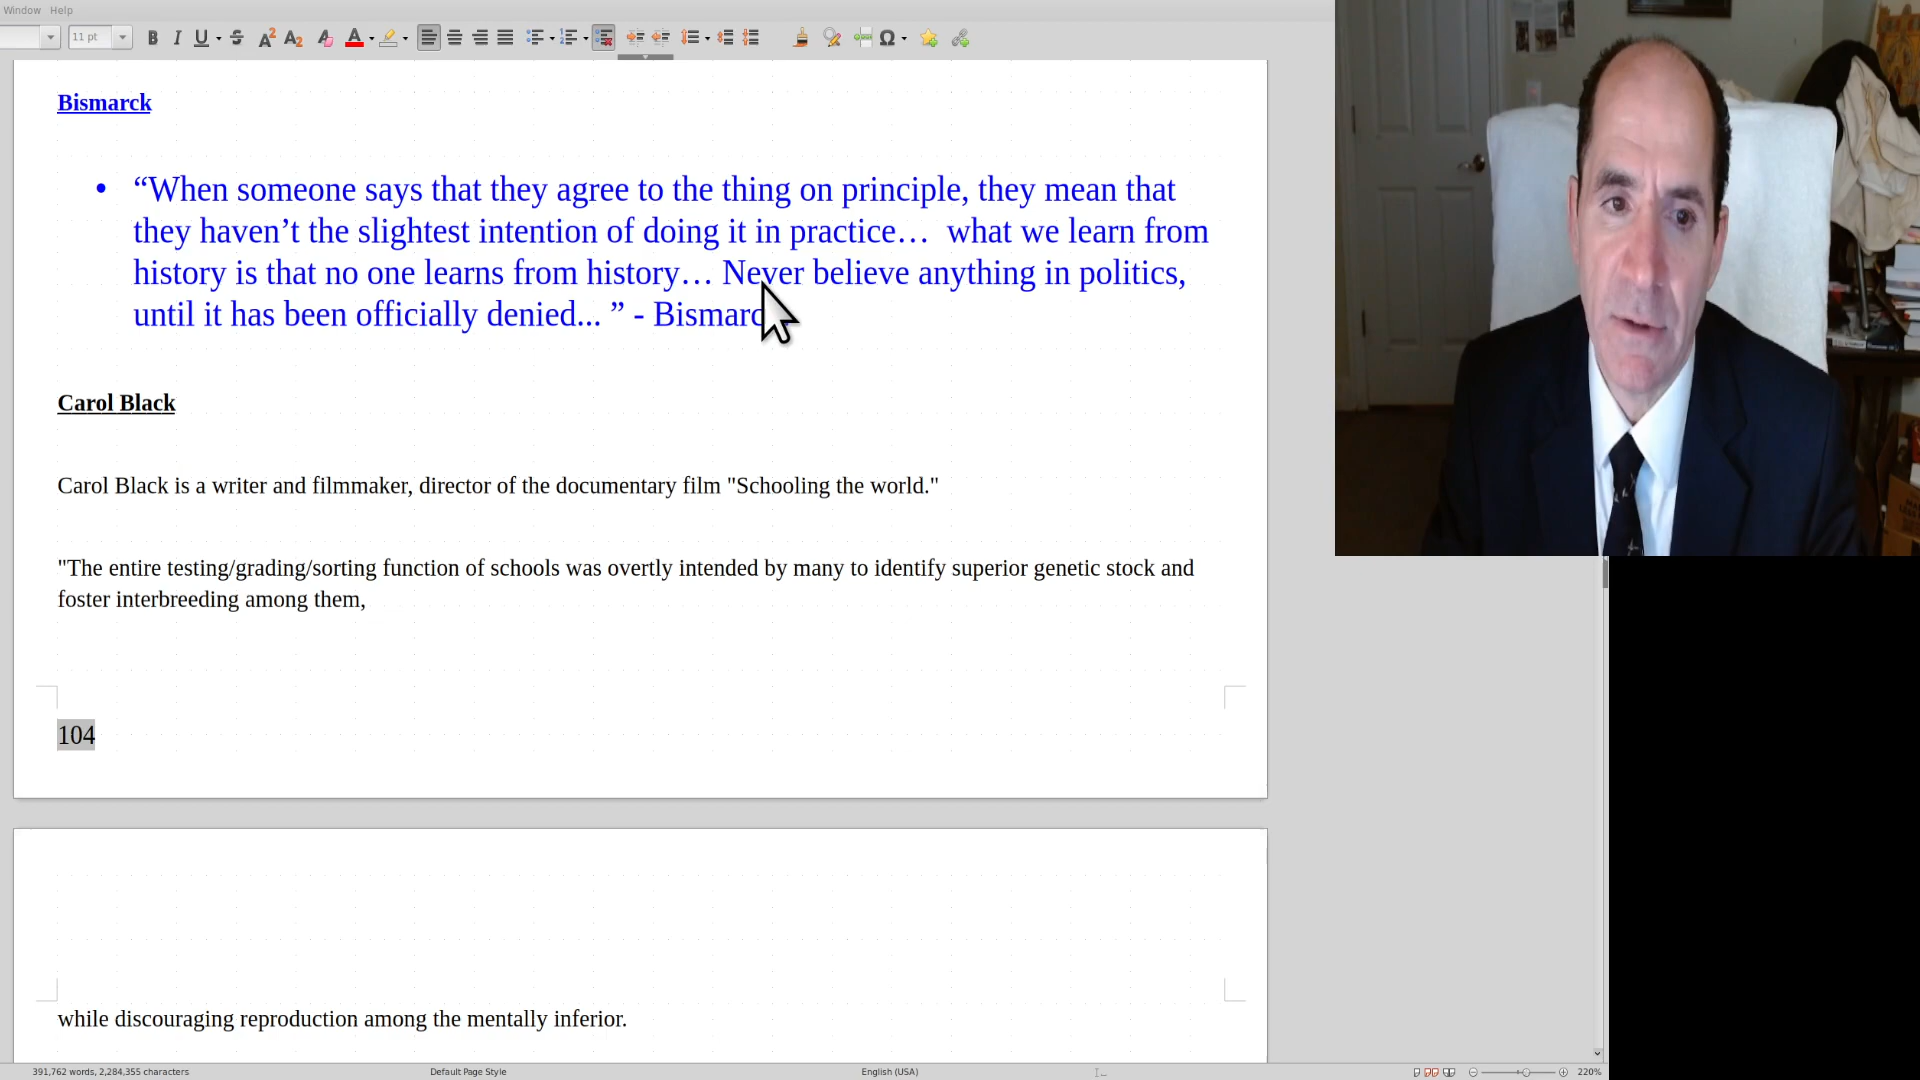 Window Help
11 pt
Bismarck
• “When someone says that they agree to the thing on principle, they mean that
they haven’t the slightest intention of doing it in practice…  what we learn from
history is that no one learns from history… Never believe anything in politics,
until it has been officially denied... ” - Bismarc
Carol Black
Carol Black is a writer and filmmaker, director of the documentary film "Schooling the world."
"The entire testing/grading/sorting function of schools was overtly intended by many to identify superior genetic stock and
foster interbreeding among them,
104
while discouraging reproduction among the mentally inferior.
391,762 words, 2,284,355 characters Default Page Style English (USA) 220%